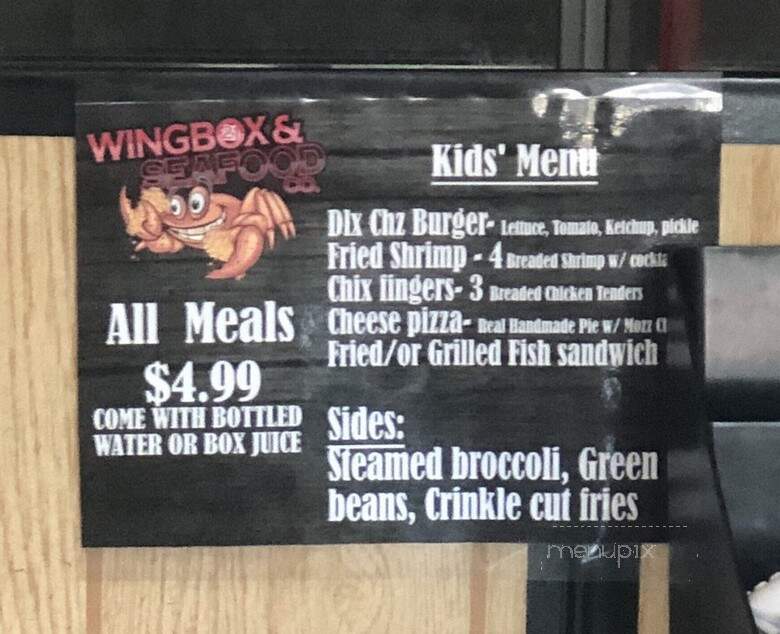 WINGBOX &
SEAFOOD
CO.
All Meals
$4.99
COME WITH BOTTLED
WATER OR BOX JUICE
Kids' Menu
Dlx Chz Burger- Lettuce, Tomato, Ketchup, pickle
Fried Shrimp - 4 Breaded Shrimp w/
Chix fingers- 3 Breaded Chicken Tenders
Cheese pizza- Real Handmade Pie w/ Mozz
Fried/or Grilled Fish sandwich
Sides:
Steamed broccoli, Green
beans, Crinkle cut fries
menupix